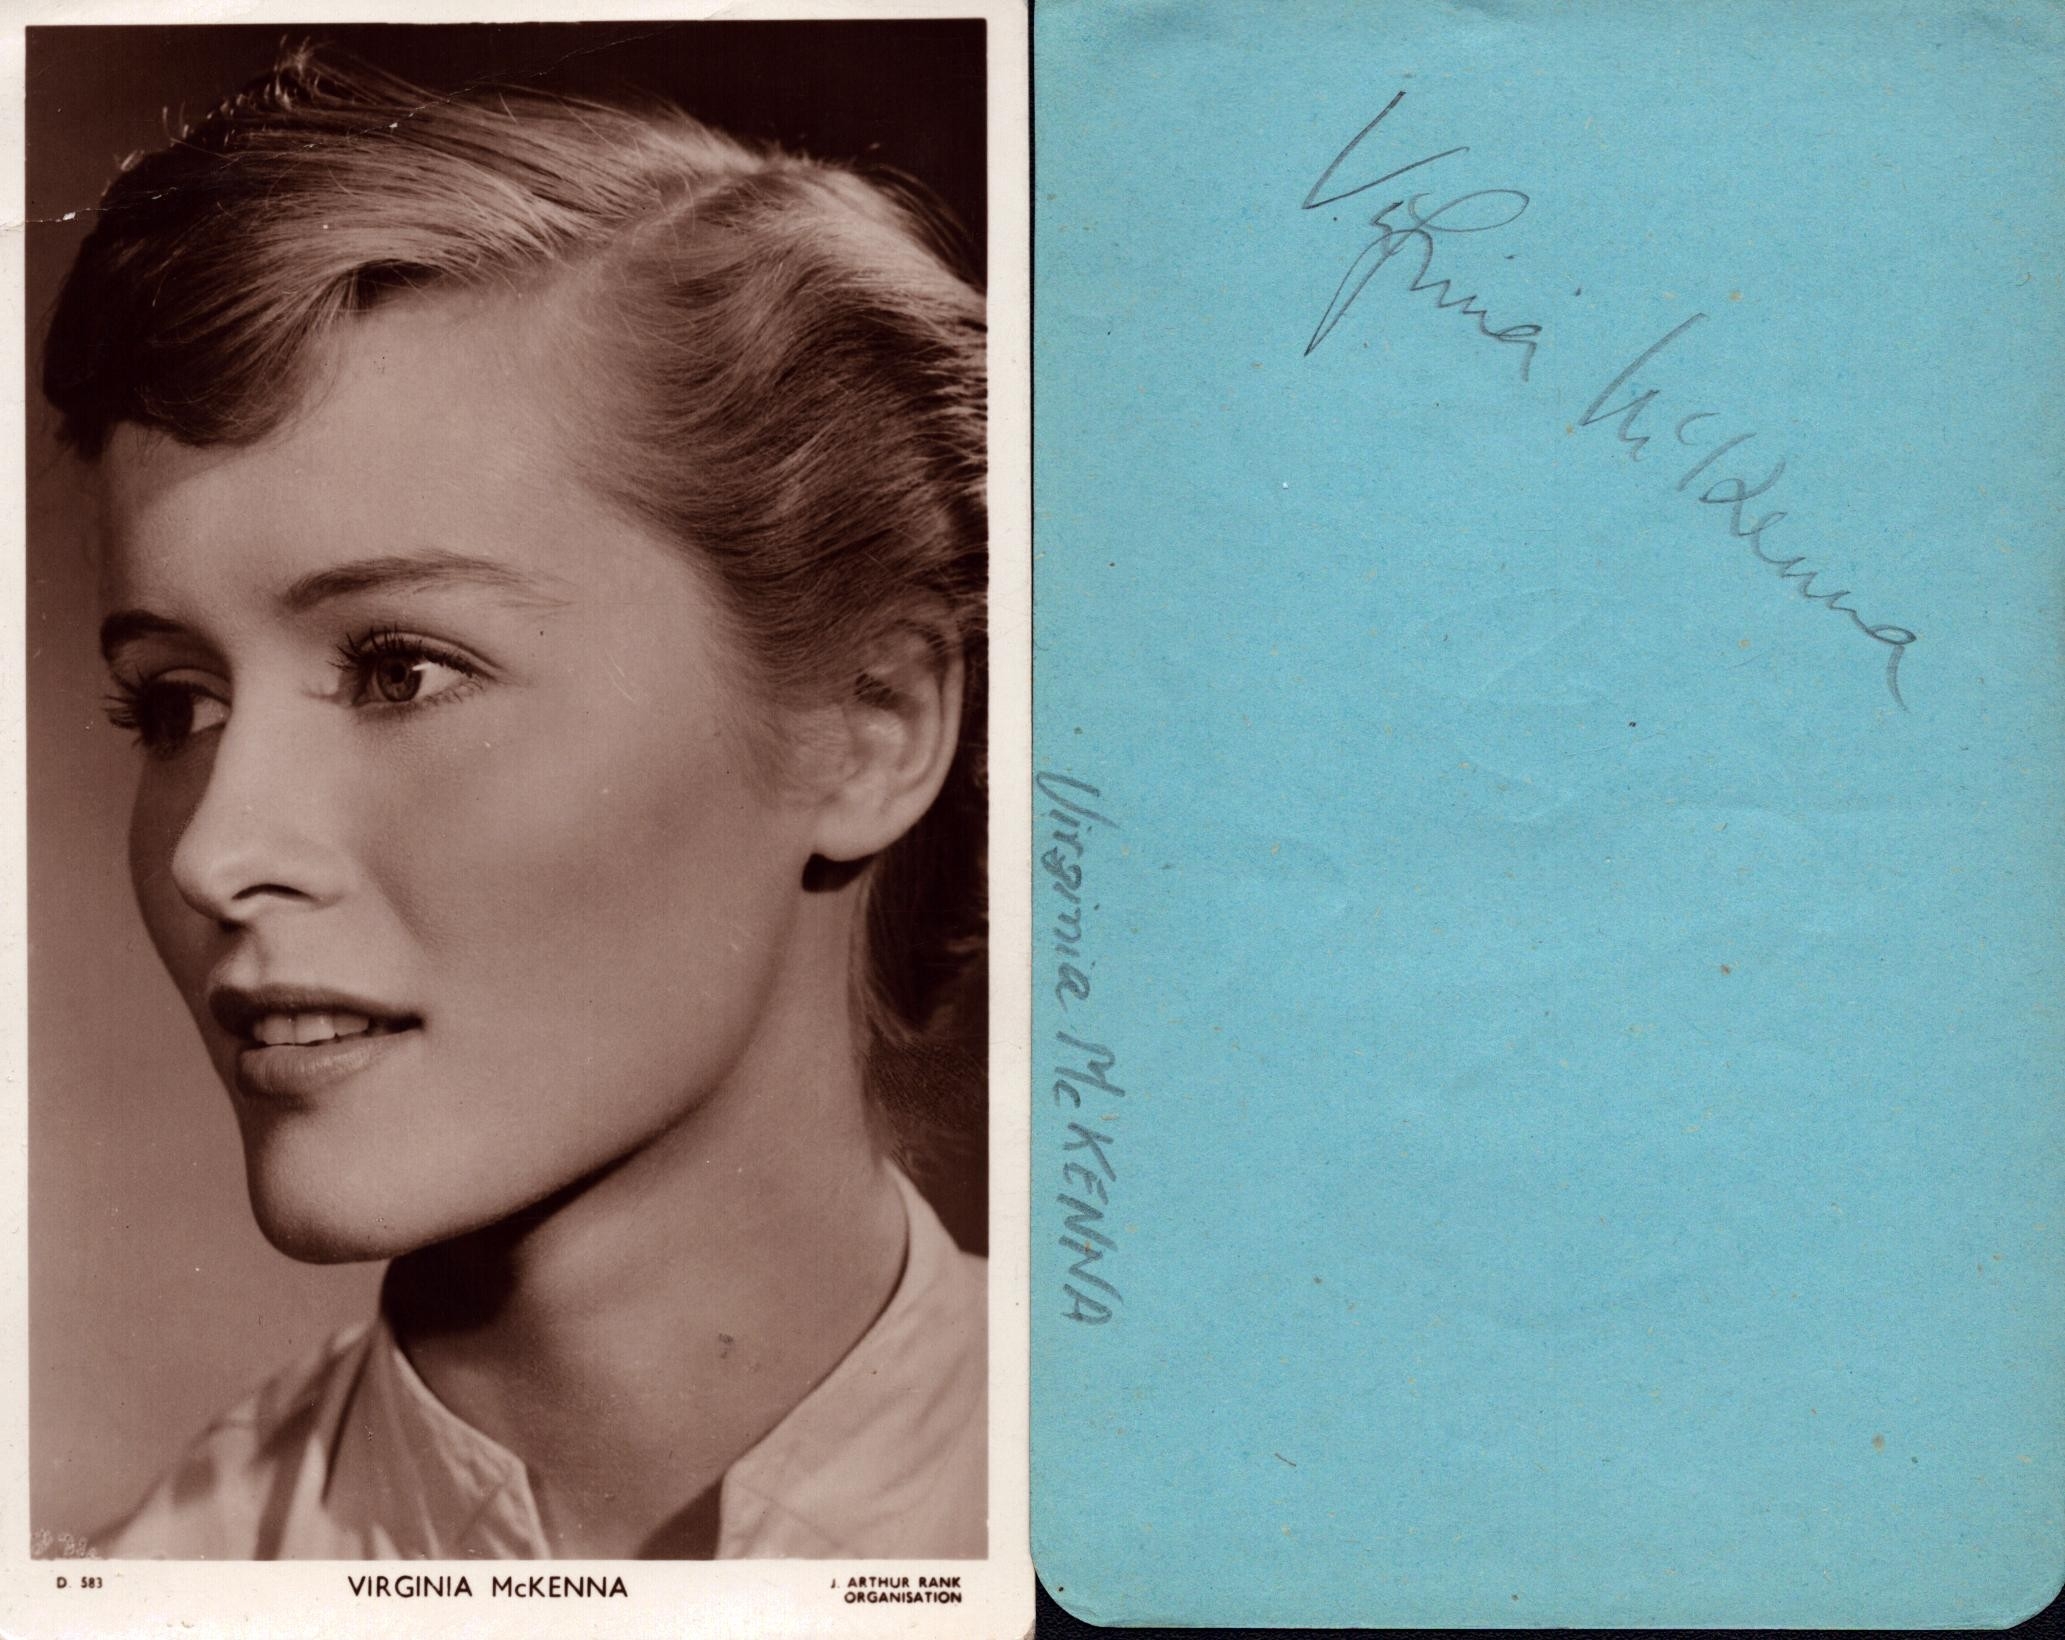 D. 583
VIRGINIA McKENNA
J. ARTHUR RANK
ORGANISATION
Virginia McKenna
Virginia McKENNA